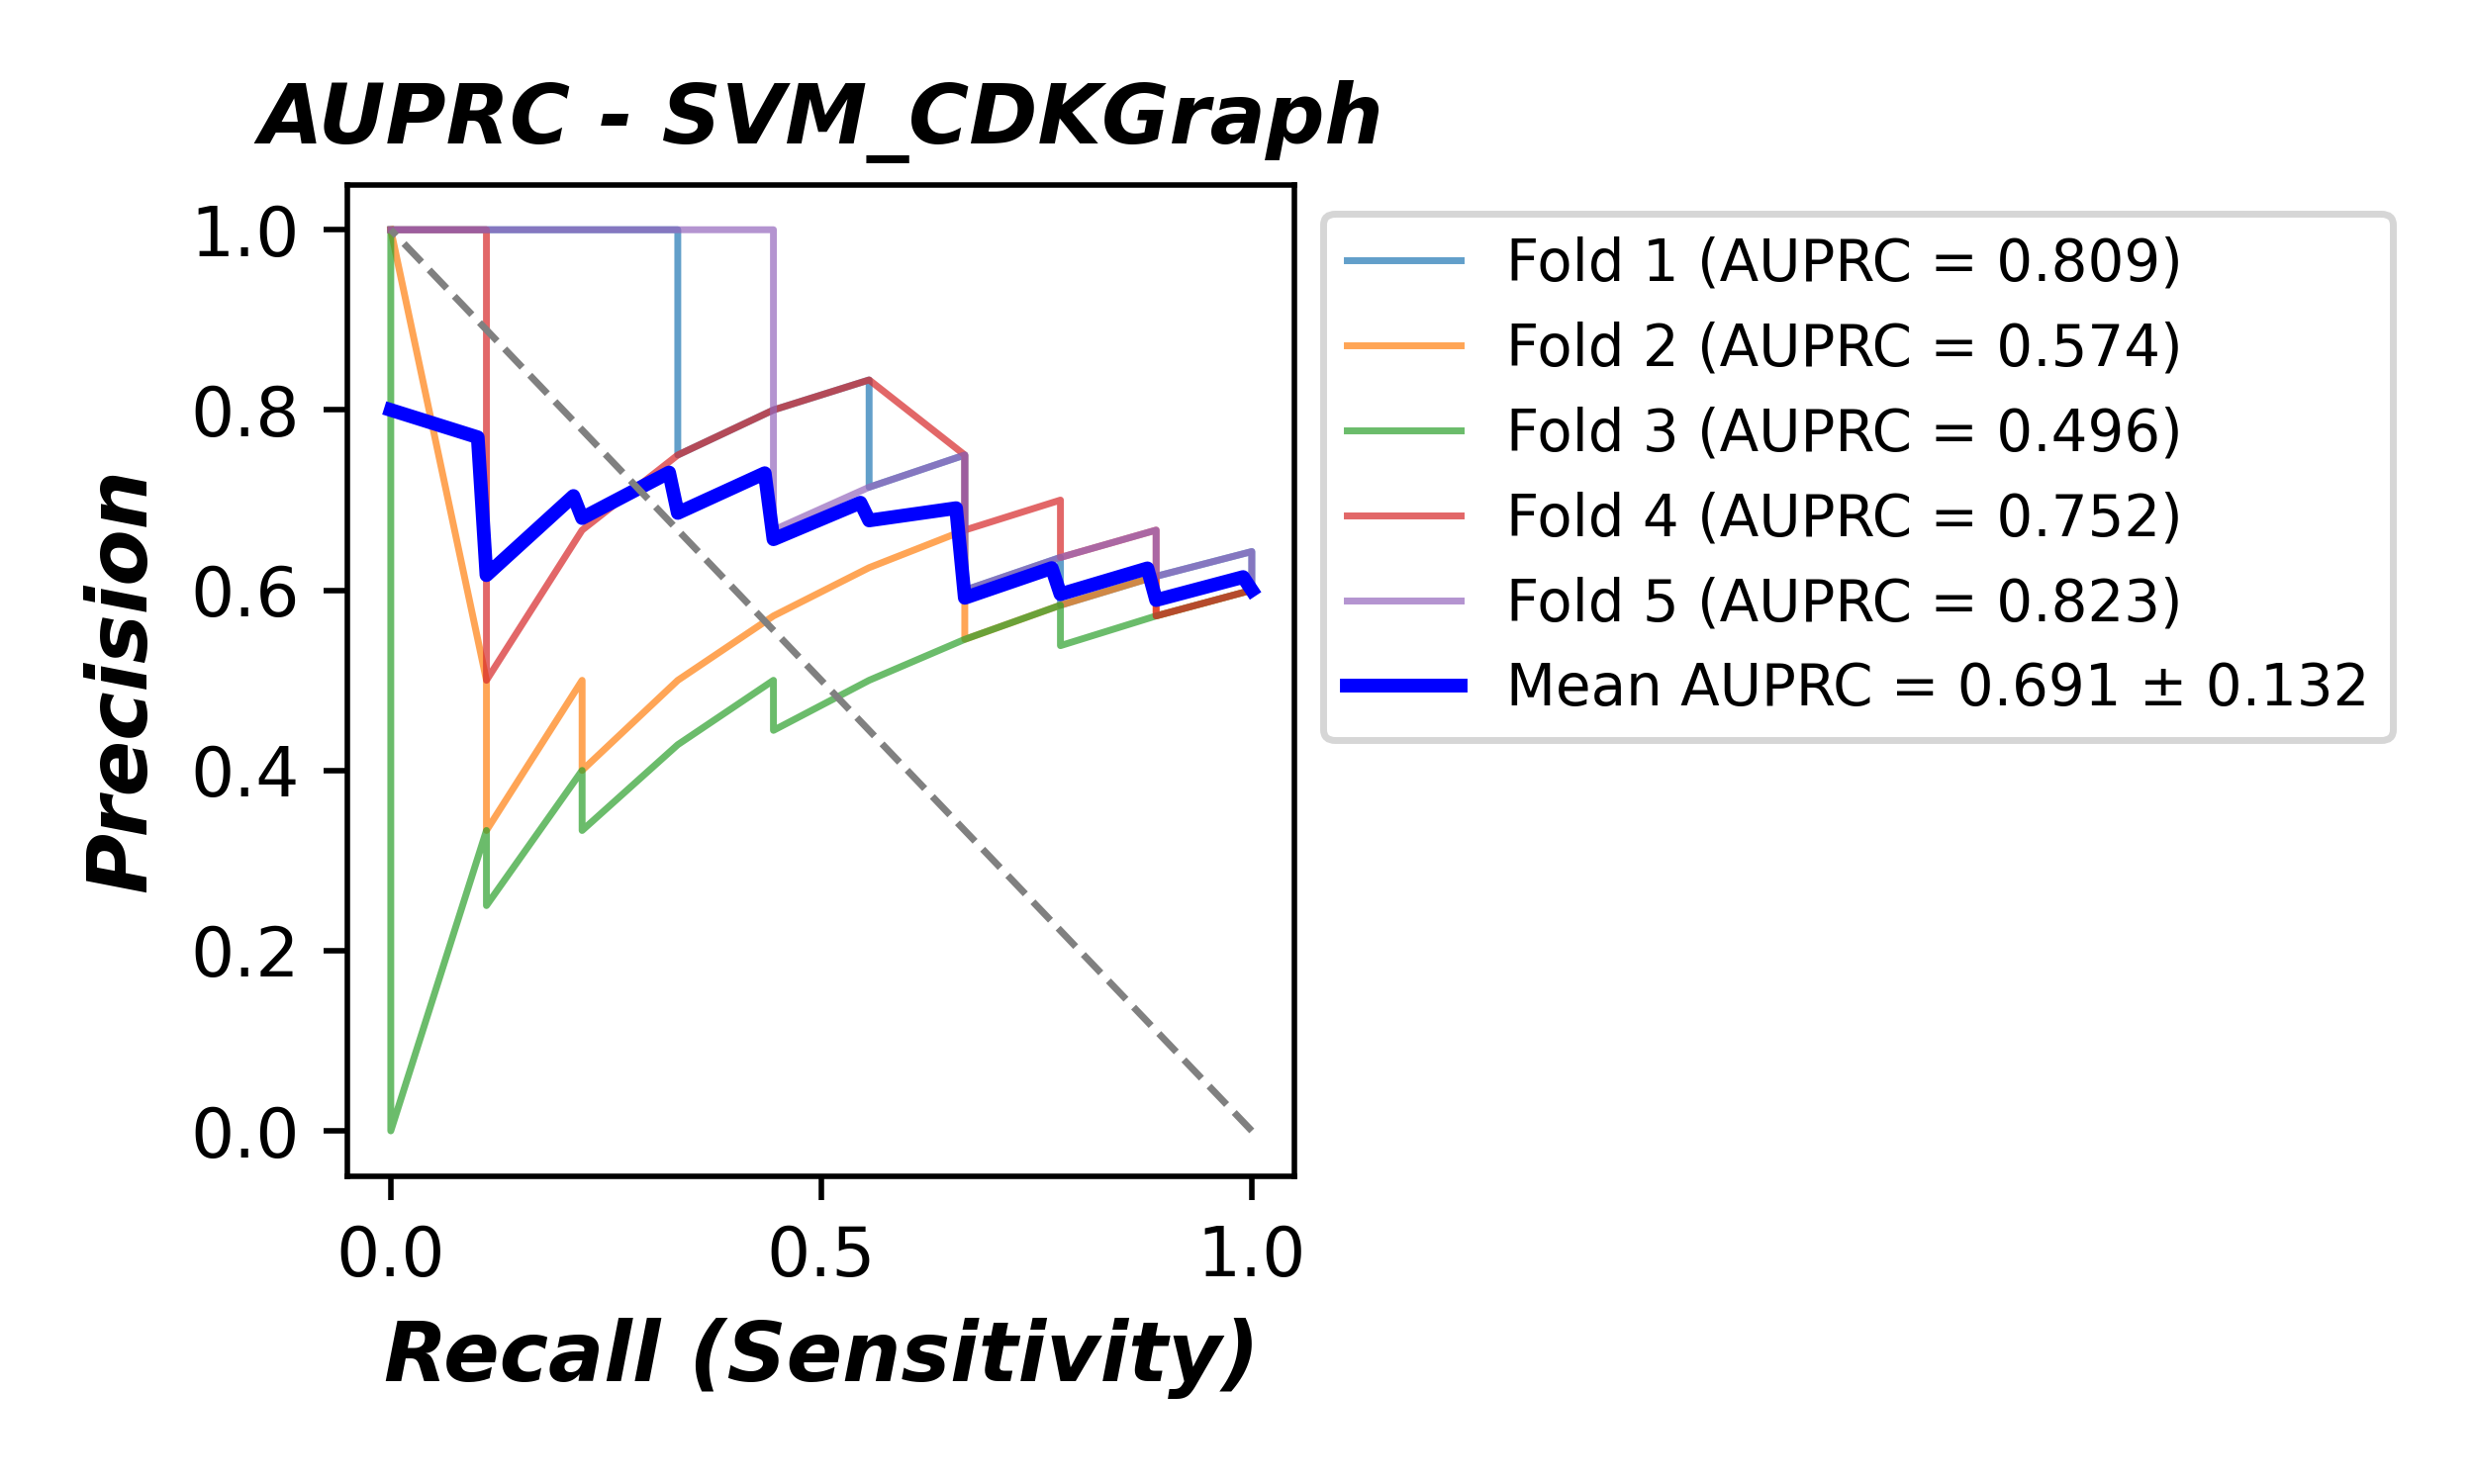 AUPRC - SVM_CDKGraph
Precision
1.0
0.8
0.6
0.4
0.2
0.0
0.0 0.5 1.0
Recall (Sensitivity)
Fold 1 (AUPRC = 0.809)
Fold 2 (AUPRC = 0.574)
Fold 3 (AUPRC = 0.496)
Fold 4 (AUPRC = 0.752)
Fold 5 (AUPRC = 0.823)
Mean AUPRC = 0.691 ± 0.132